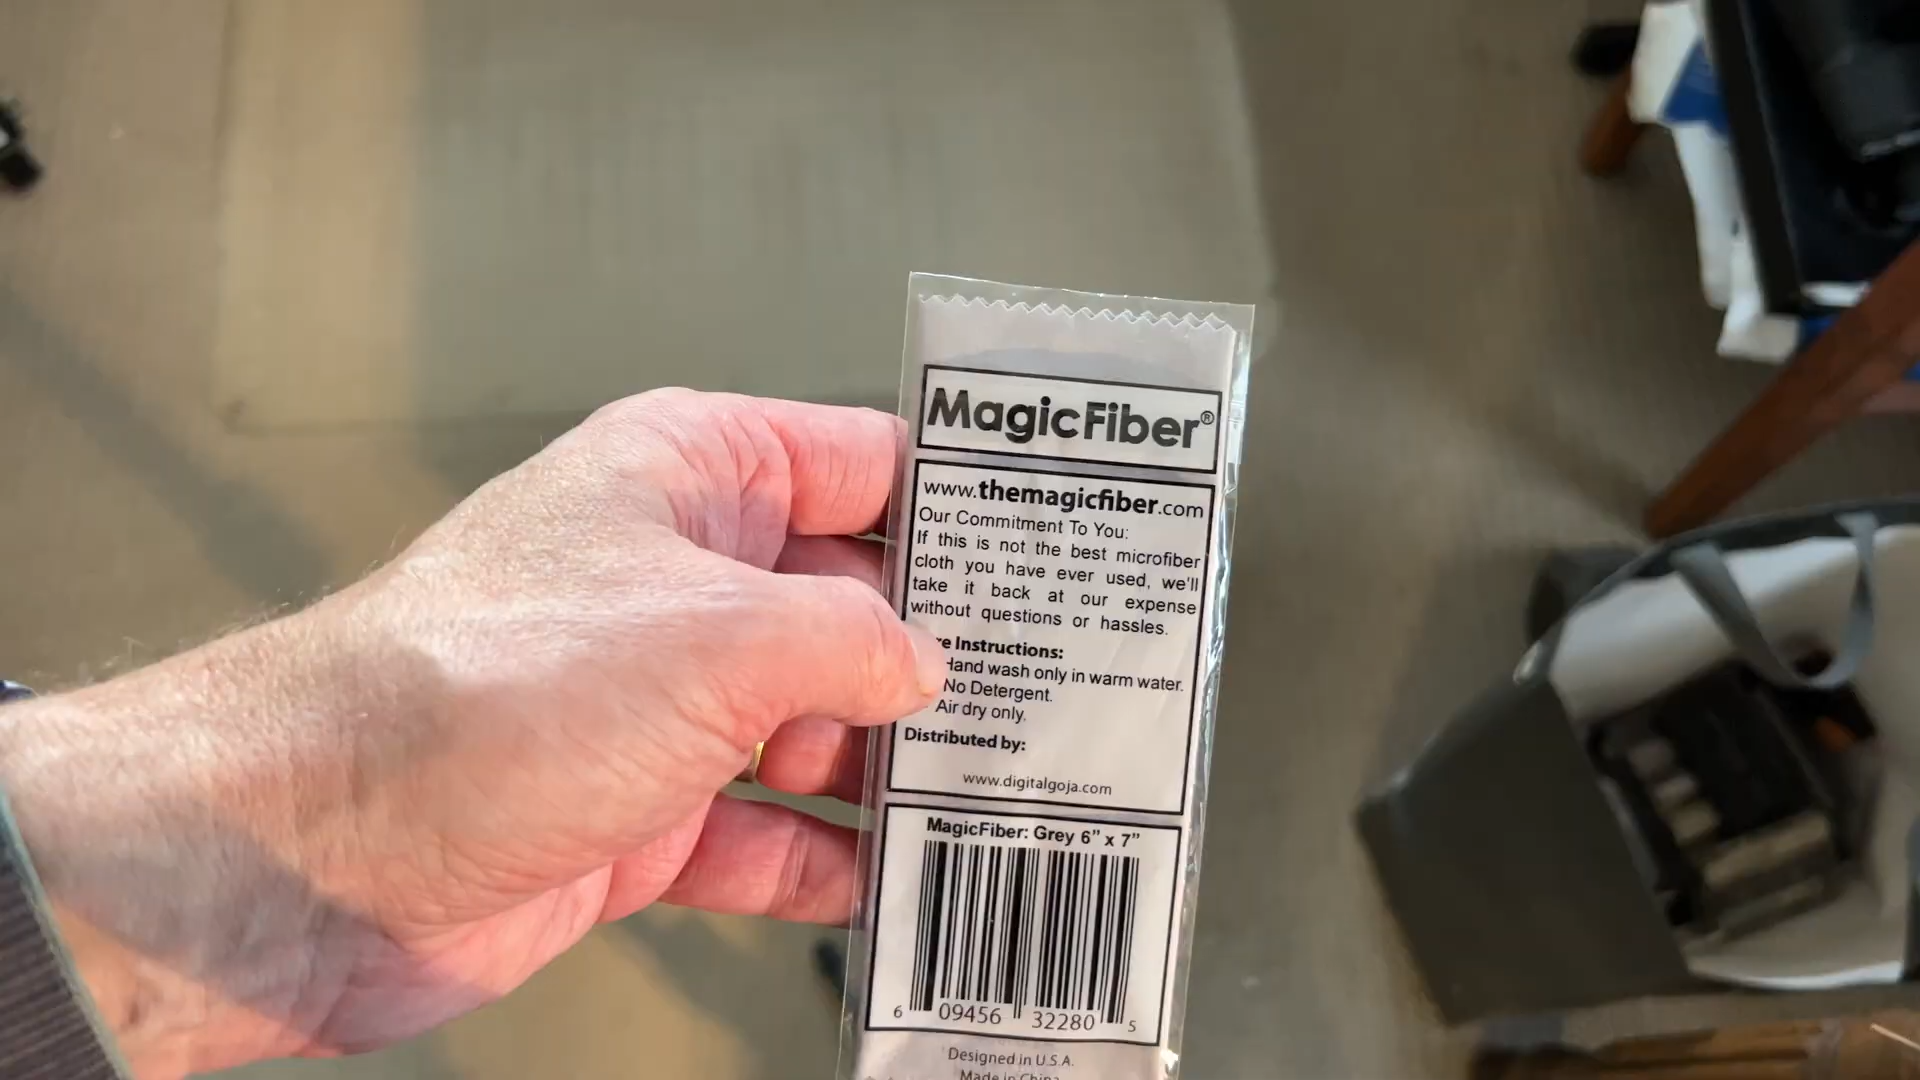 MagicFiber®
www.themagicfiber.com
Our Commitment To You:
If this is not the best microfiber
cloth you have ever used, we'll
take it back at our expense
without questions or hassles.
re Instructions:
Hand wash only in warm water.
No Detergent.
Air dry only.
Distributed by:
www.digitalgoja.com
MagicFiber: Grey 6” x 7”
6 09456 32280 5
Designed in U.S.A.
Made in China